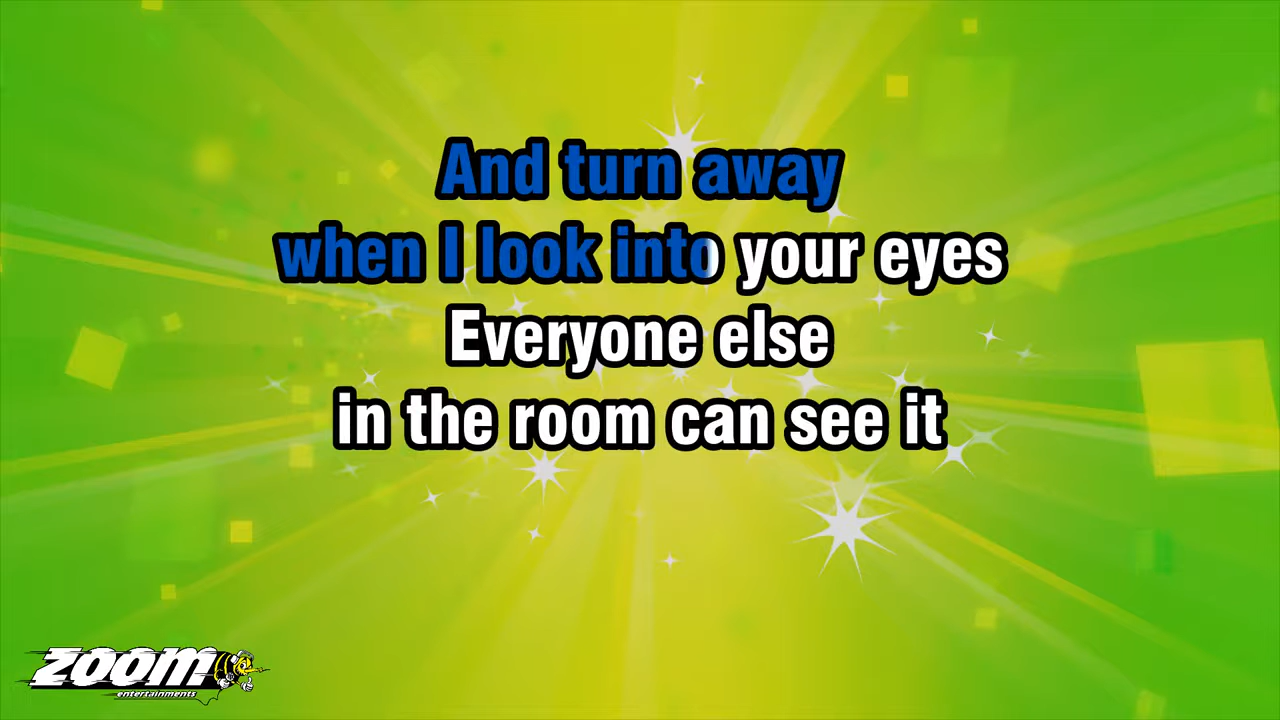 And turn away
when I look into your eyes
Everyone else
in the room can see it
zoom
entertainments